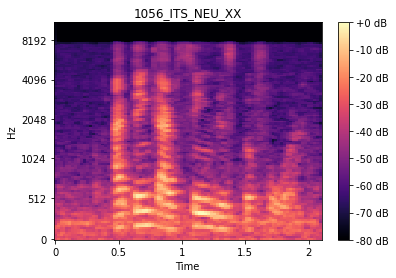 1056_ITS_NEU_XX
+0 dB
8192
-10 dB
4096
-20 dB
-30 dB
2048
Hz
-40 dB
1024
-50 dB
512
-60 dB
-70 dB
0
-80 dB
0
0.5
1
1.5
2
Time